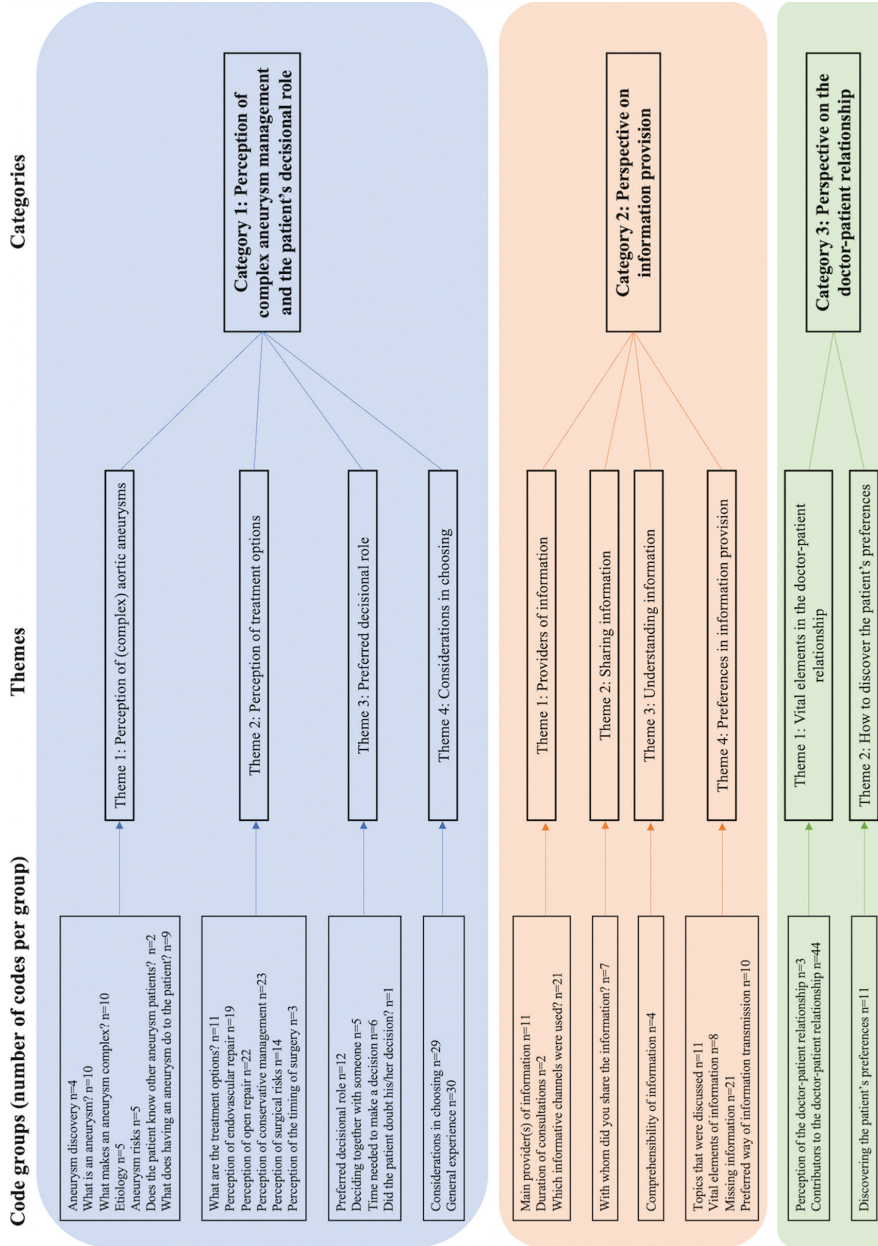 Code groups (number of codes per group)
Themes
Categories
Aneurysm discovery n=4
What is an aneurysm? n=10
What makes an aneurysm complex? n=10
Etiology n=5
Aneurysm risks n=5
Does the patient know other aneurysm patients? n=2
What does having an aneurysm do to the patient? n=9
Theme 1: Perception of (complex) aortic aneurysms
What are the treatment options? n=11
Perception of endovascular repair n=19
Perception of open repair n=22
Perception of conservative management n=23
Perception of surgical risks n=14
Perception of the timing of surgery n=3
Theme 2: Perception of treatment options
Preferred decisional role n=12
Deciding together with someone n=5
Time needed to make a decision n=6
Did the patient doubt his/her decision? n=1
Theme 3: Preferred decisional role
Considerations in choosing n=29
General experience n=30
Theme 4: Considerations in choosing
Category 1: Perception of
complex aneurysm management
and the patient's decisional role
Main provider(s) of information n=11
Duration of consultations n=2
Which informative channels were used? n=21
Theme 1: Providers of information
With whom did you share the information? n=7
Theme 2: Sharing information
Comprehensibility of information n=4
Theme 3: Understanding information
Topics that were discussed n=11
Vital elements of information n=8
Missing information n=21
Preferred way of information transmission n=10
Theme 4: Preferences in information provision
Category 2: Perspective on
information provision
Perception of the doctor-patient relationship n=3
Contributors to the doctor-patient relationship n=44
Theme 1: Vital elements in the doctor-patient
relationship
Discovering the patient's preferences n=11
Theme 2: How to discover the patient's preferences
Category 3: Perspective on the
doctor-patient relationship